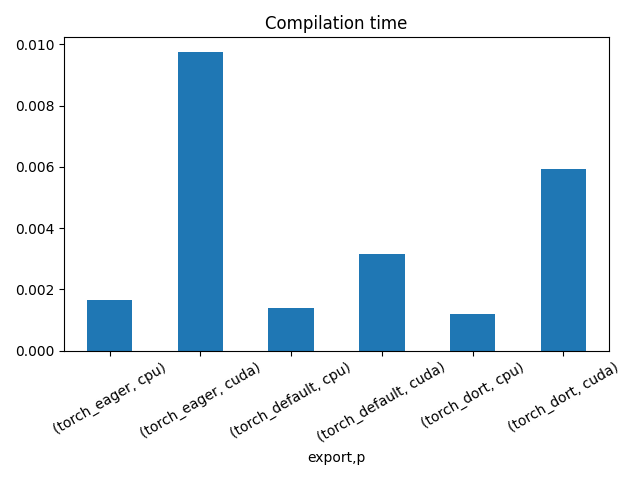 Compilation time
0.010
0.008
0.006
0.004
0.002
0.000
(torch_eager, cpu)
(torch_eager, cuda)
(torch_default, cpu)
(torch_default, cuda)
(torch_dort, cpu)
(torch_dort, cuda)
export,p